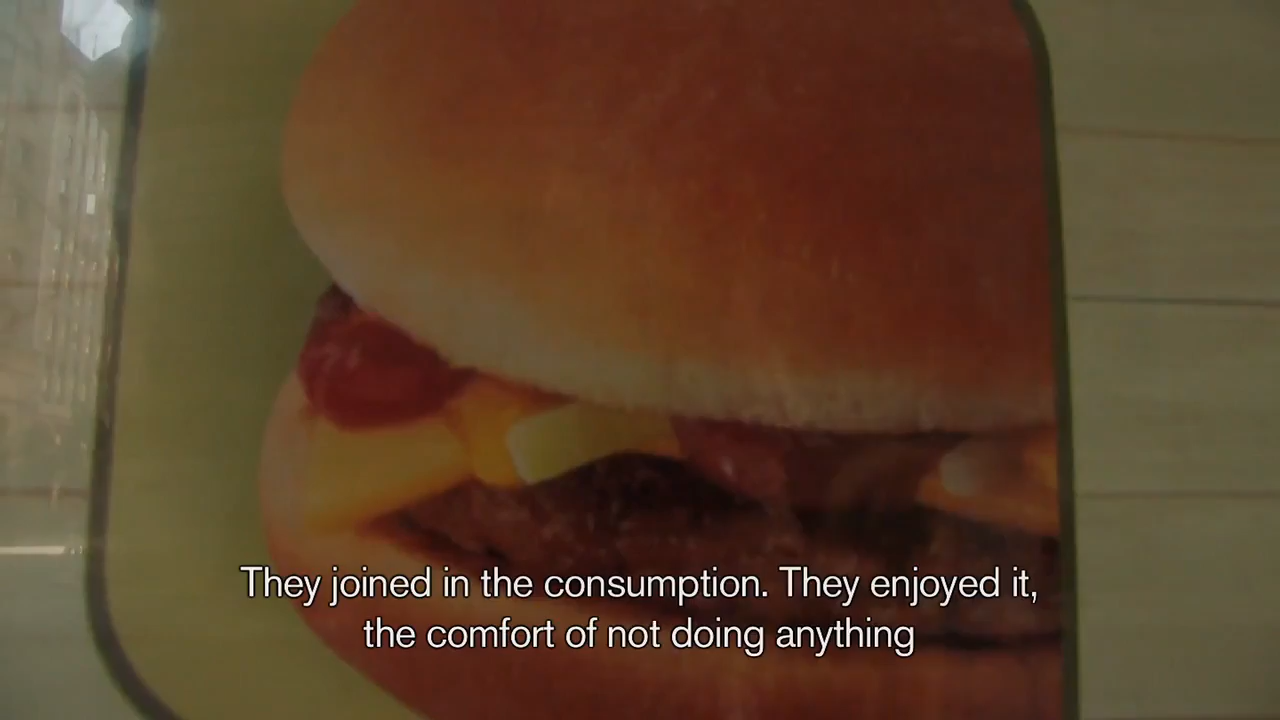 They joined in the consumption. They enjoyed it,
the comfort of not doing anything